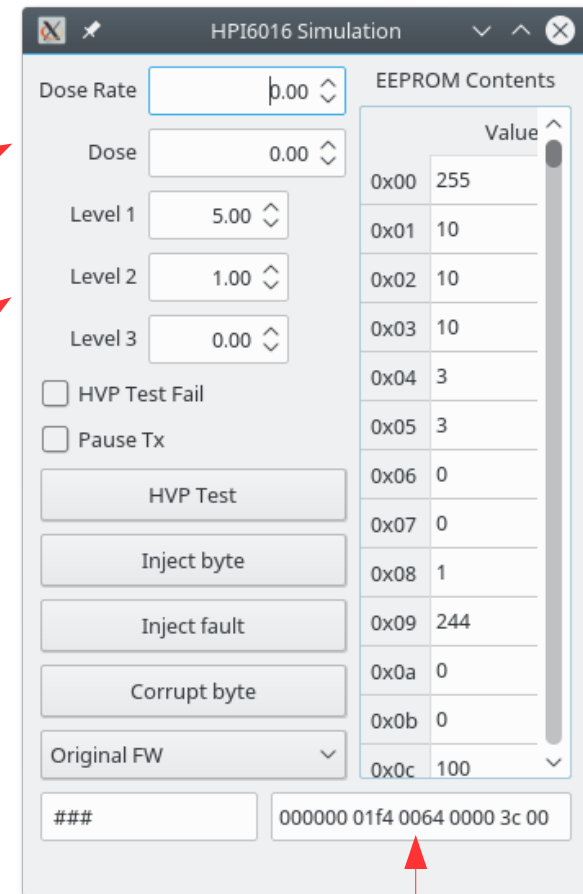 HPI6016 Simulation
Dose Rate 0.00
Dose 0.00
Level 1 5.00
Level 2 1.00
Level 3 0.00
HVP Test Fail
Pause Tx
HVP Test
Inject byte
Inject fault
Corrupt byte
Original FW
EEPROM Contents
Value
0x00 255
0x01 10
0x02 10
0x03 10
0x04 3
0x05 3
0x06 0
0x07 0
0x08 1
0x09 244
0x0a 0
0x0b 0
0x0c 100
### 000000 01f4 0064 0000 3c 00